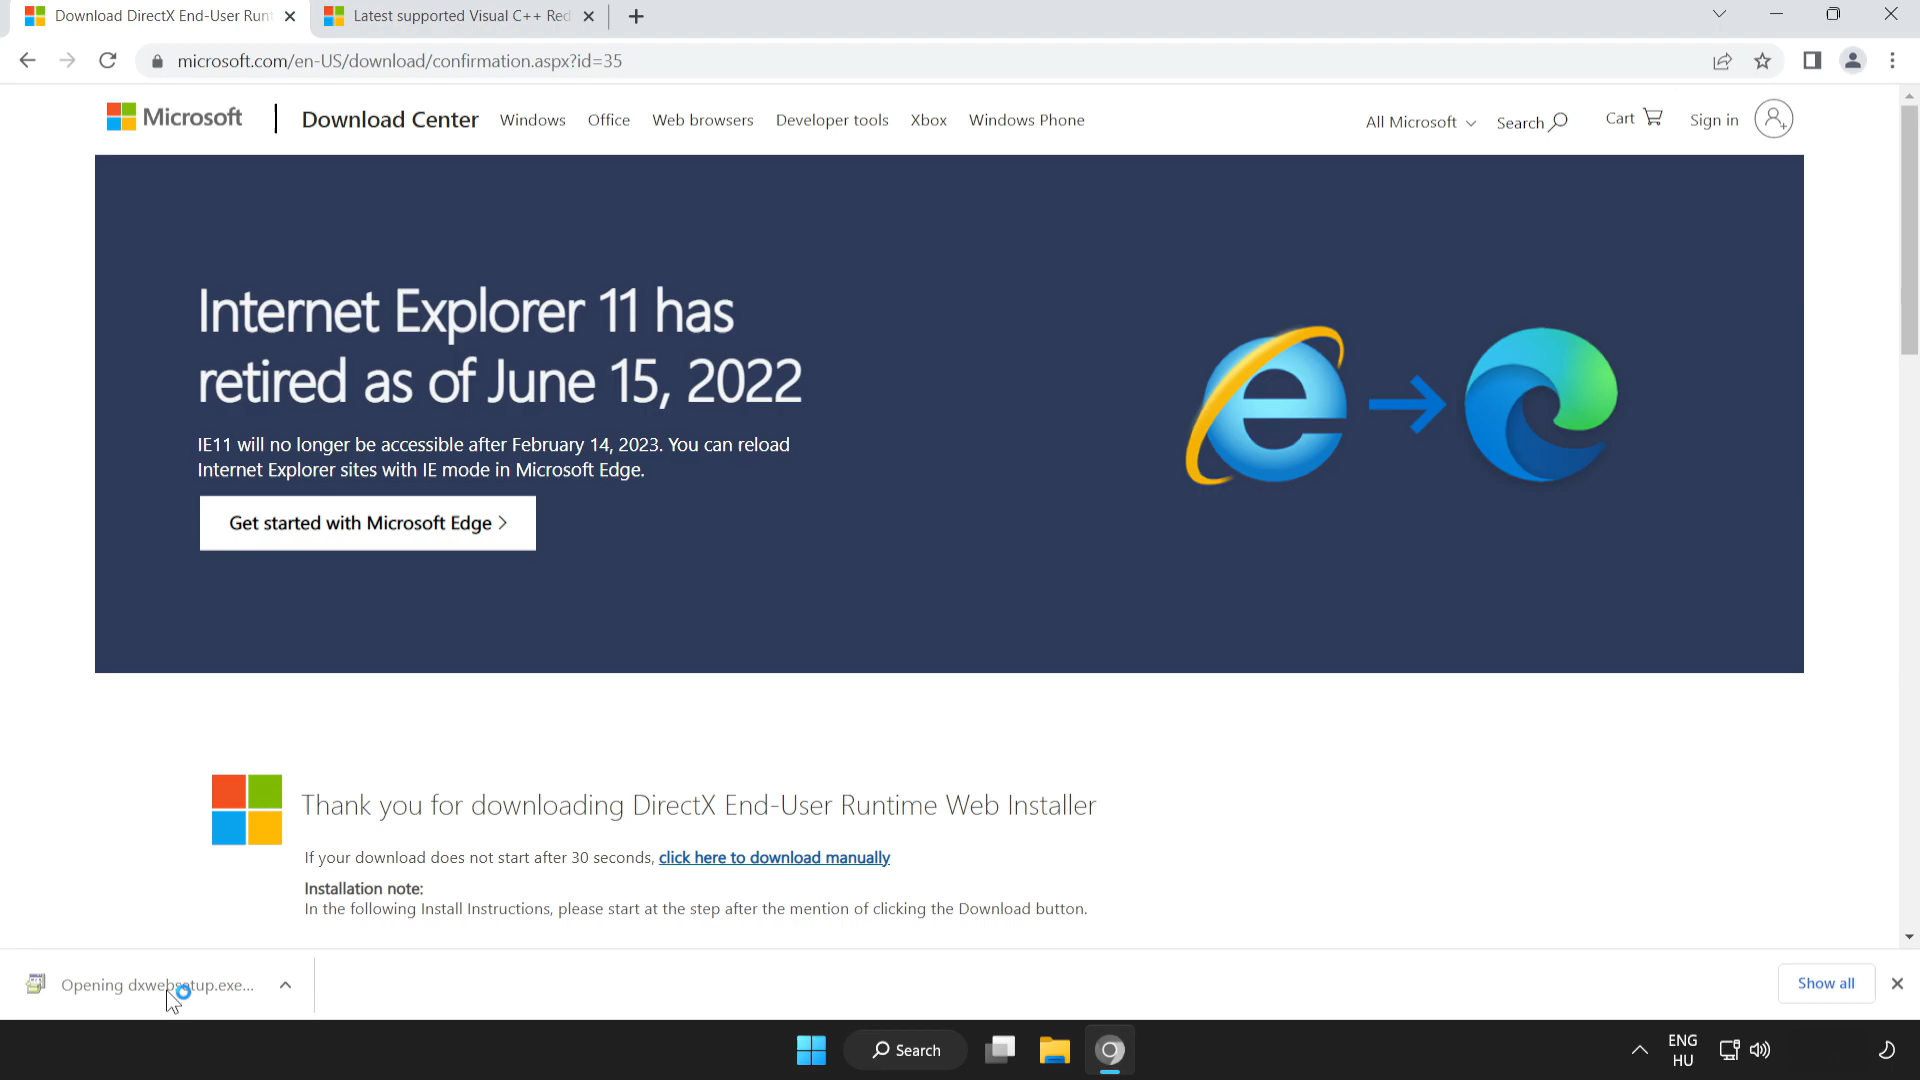 Download DirectX End-User Runt
Latest supported Visual C++ Red
microsoft.com/en-US/download/confirmation.aspx?id=35
Microsoft
Download Center
Windows
Office
Web browsers
Developer tools
Xbox
Windows Phone
All Microsoft
Search
Cart
Sign in
Internet Explorer 11 has
retired as of June 15, 2022
IE11 will no longer be accessible after February 14, 2023. You can reload
Internet Explorer sites with IE mode in Microsoft Edge.
Get started with Microsoft Edge >
Thank you for downloading DirectX End-User Runtime Web Installer
If your download does not start after 30 seconds, click here to download manually
Installation note:
In the following Install Instructions, please start at the step after the mention of clicking the Download button.
Opening dxwebsetup.exe...
Show all
Search
ENG
HU